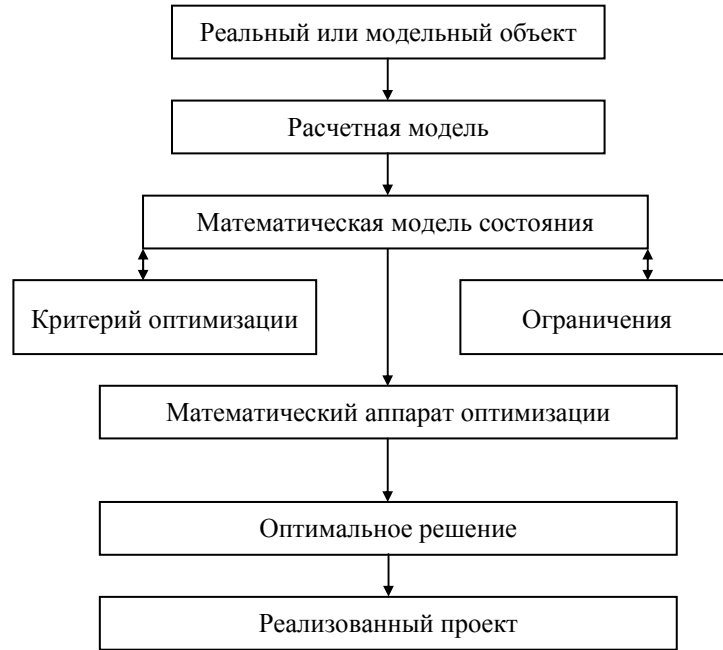 Реальный или модельный объект
Расчетная модель
Математическая модель состояния
Критерий оптимизации
Ограничения
Математический аппарат оптимизации
Оптимальное решение
Реализованный проект